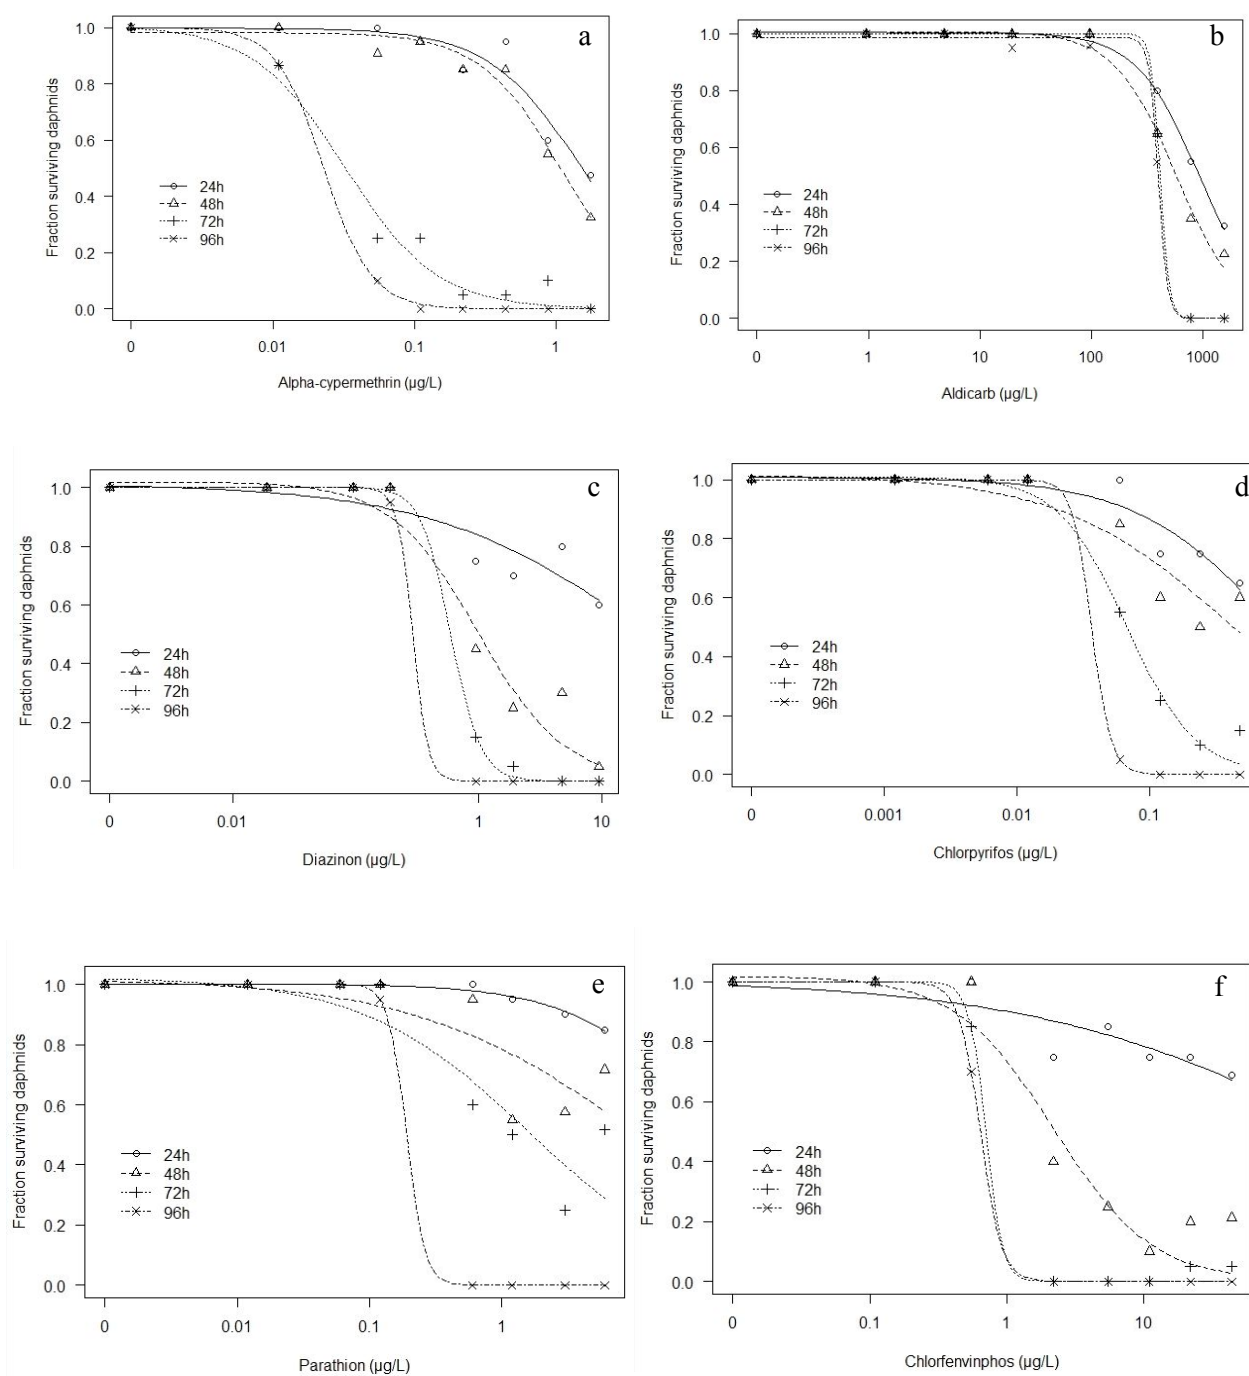 a
Fraction surviving daphnids
1.0
0.8
0.6
0.4
0.2
0.0
24h
48h
72h
96h
0 0.01 0.1 1
Alpha-cypermethrin (µg/L)
b
Fraction surviving daphnids
1.0
0.8
0.6
0.4
0.2
0.0
24h
48h
72h
96h
0 1 10 100 1000
Aldicarb (µg/L)
c
Fraction surviving daphnids
1.0
0.8
0.6
0.4
0.2
0.0
24h
48h
72h
96h
0 0.01 1 10
Diazinon (µg/L)
d
Fraction surviving daphnids
1.0
0.8
0.6
0.4
0.2
0.0
24h
48h
72h
96h
0 0.001 0.01 0.1
Chlorpyrifos (µg/L)
e
Fraction surviving daphnids
1.0
0.8
0.6
0.4
0.2
0.0
24h
48h
72h
96h
0 0.01 0.1 1
Parathion (µg/L)
f
Fraction surviving daphnids
1.0
0.8
0.6
0.4
0.2
0.0
24h
48h
72h
96h
0 0.1 1 10
Chlorfenvinphos (µg/L)